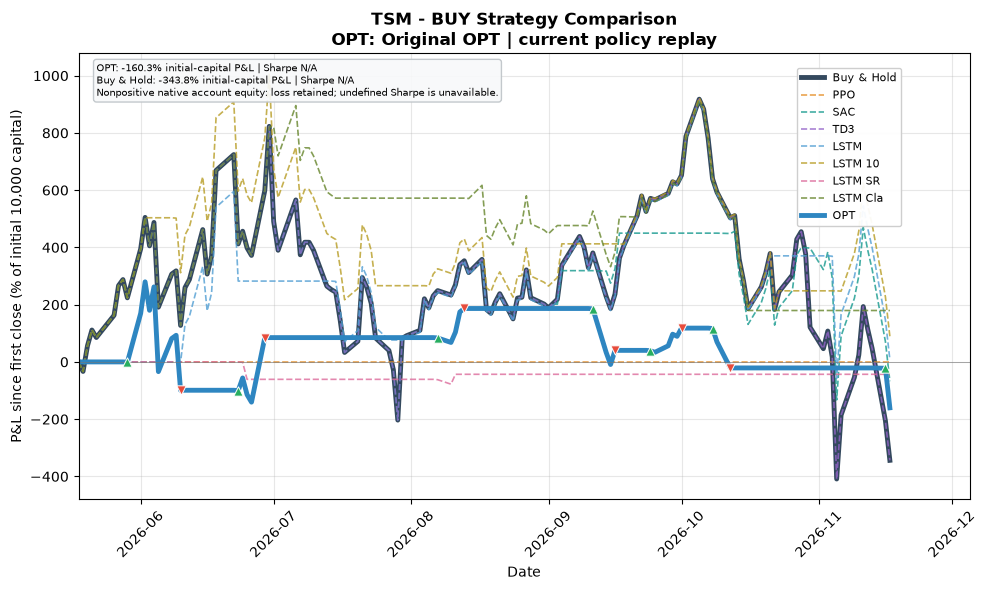 TSM - BUY Strategy Comparison
OPT: Original OPT | current policy replay
OPT: -160.3% initial-capital P&L | Sharpe N/A
Buy & Hold: -343.8% initial-capital P&L | Sharpe N/A
Nonpositive native account equity: loss retained; undefined Sharpe is unavailable.
Buy & Hold
PPO
SAC
TD3
LSTM
LSTM 10
LSTM SR
LSTM Cla
OPT
P&L since first close (% of initial 10,000 capital)
1000
800
600
400
200
0
−200
−400
2026-06
2026-07
2026-08
2026-09
2026-10
2026-11
2026-12
Date